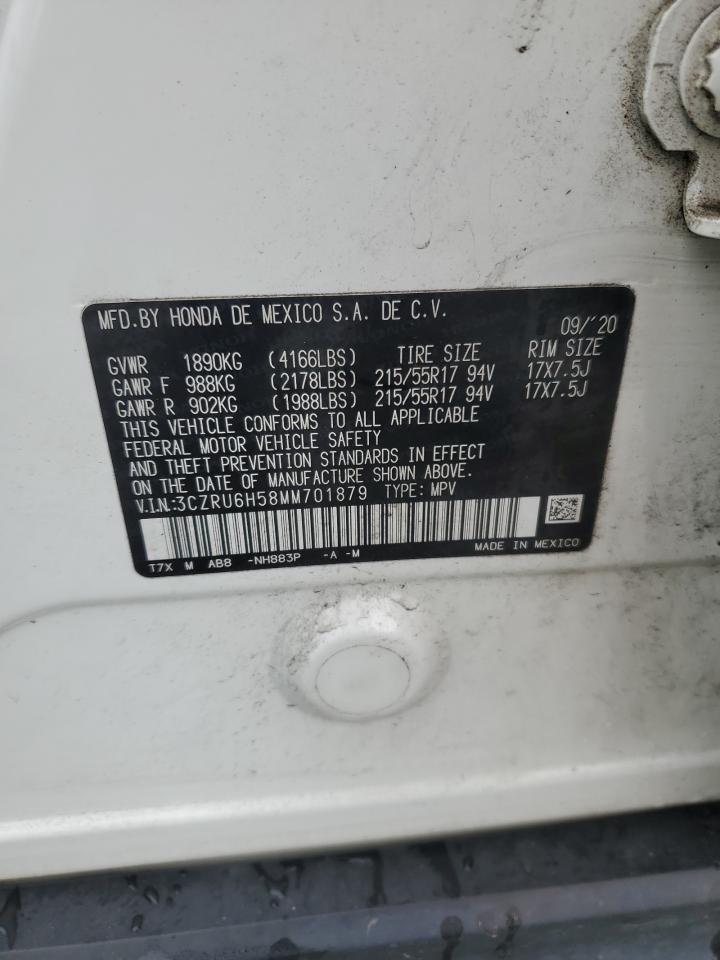 MFD.BY HONDA DE MEXICO S.A. DE C.V. 09/'20
GVWR 1890KG (4166LBS) TIRE SIZE RIM SIZE
GAWR F 988KG (2178LBS) 215/55R17 94V 17X7.5J
GAWR R 902KG (1988LBS) 215/55R17 94V 17X7.5J
THIS VEHICLE CONFORMS TO ALL APPLICABLE
FEDERAL MOTOR VEHICLE SAFETY
AND THEFT PREVENTION STANDARDS IN EFFECT
ON THE DATE OF MANUFACTURE SHOWN ABOVE.
V.I.N:3CZRU6H58MM701879 TYPE: MPV
T7X M AB8 -NH883P -A -M MADE IN MEXICO